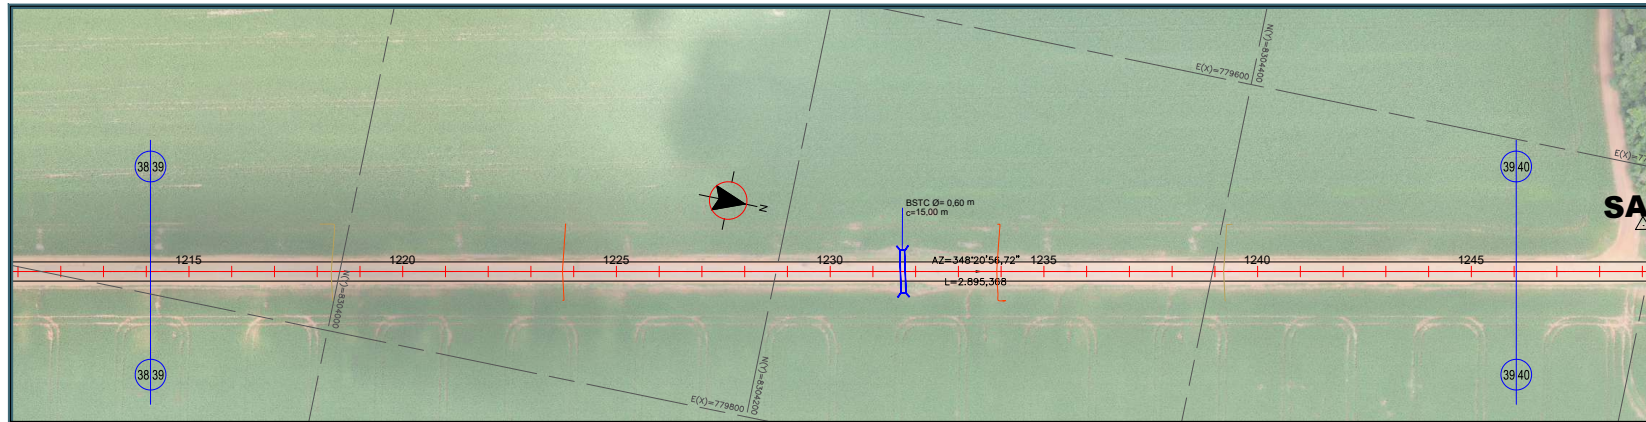 N(Y)=8304400
E(X)=779600
38 39
39 40
E(X)=77
SA
N
BSTC Ø= 0,60 m
c=15,00 m
1215
1220
1225
1230
AZ=348°20'56,72"
1235
1240
1245
L=2.895,368
N(Y)=8304000
N(Y)=8304200
38 39
39 40
E(X)=779800